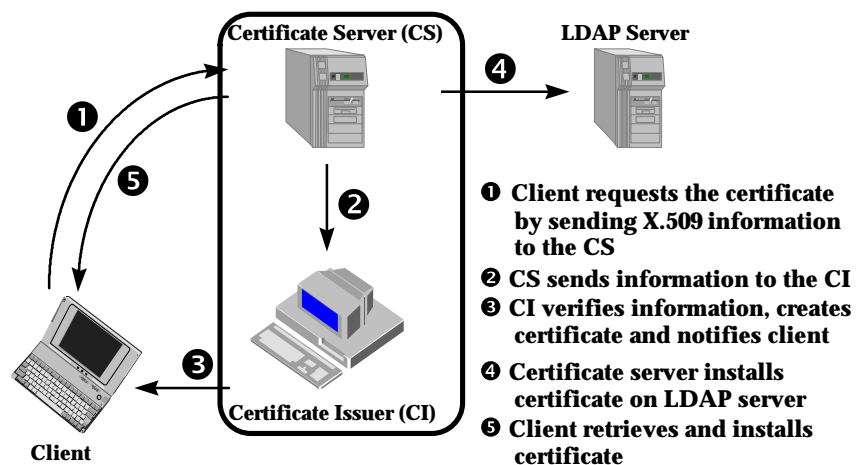 Certificate Server (CS)
LDAP Server
❹
❶
❺
❷
❸
Certificate Issuer (CI)
Client
❶ Client requests the certificate
by sending X.509 information
to the CS
❷ CS sends information to the CI
❸ CI verifies information, creates
certificate and notifies client
❹ Certificate server installs
certificate on LDAP server
❺ Client retrieves and installs
certificate